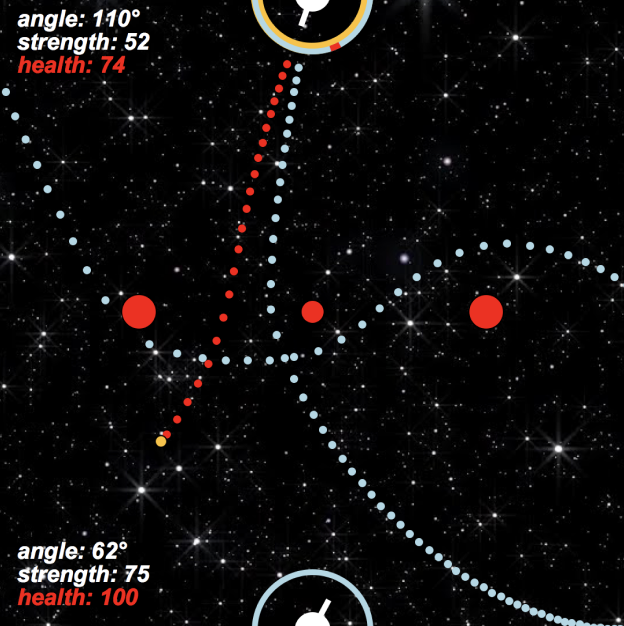 angle: 110°
strength: 52
health: 74
angle: 62°
strength: 75
health: 100